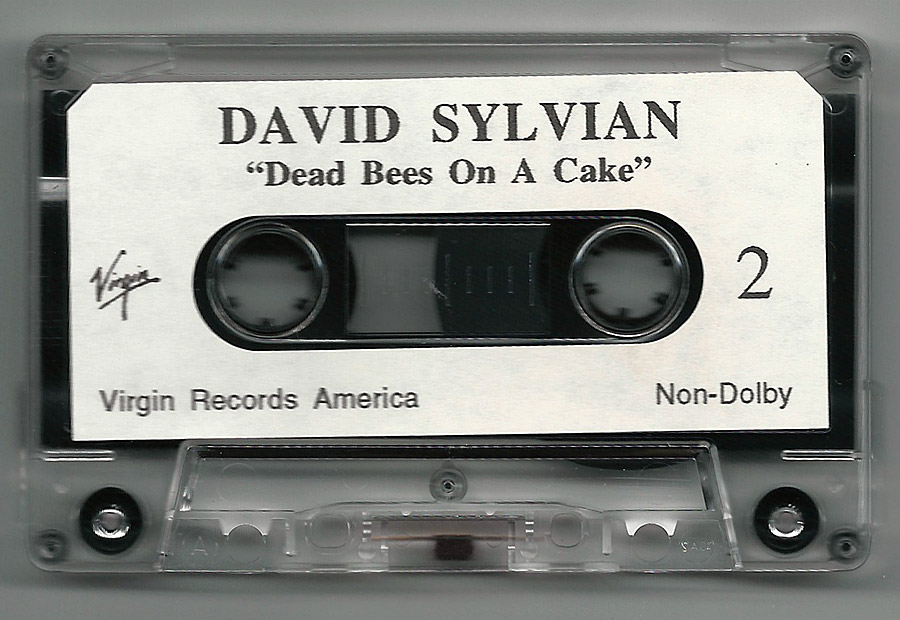 DAVID SYLVIAN
“Dead Bees On A Cake”
Virgin
2
Virgin Records America
Non-Dolby
A